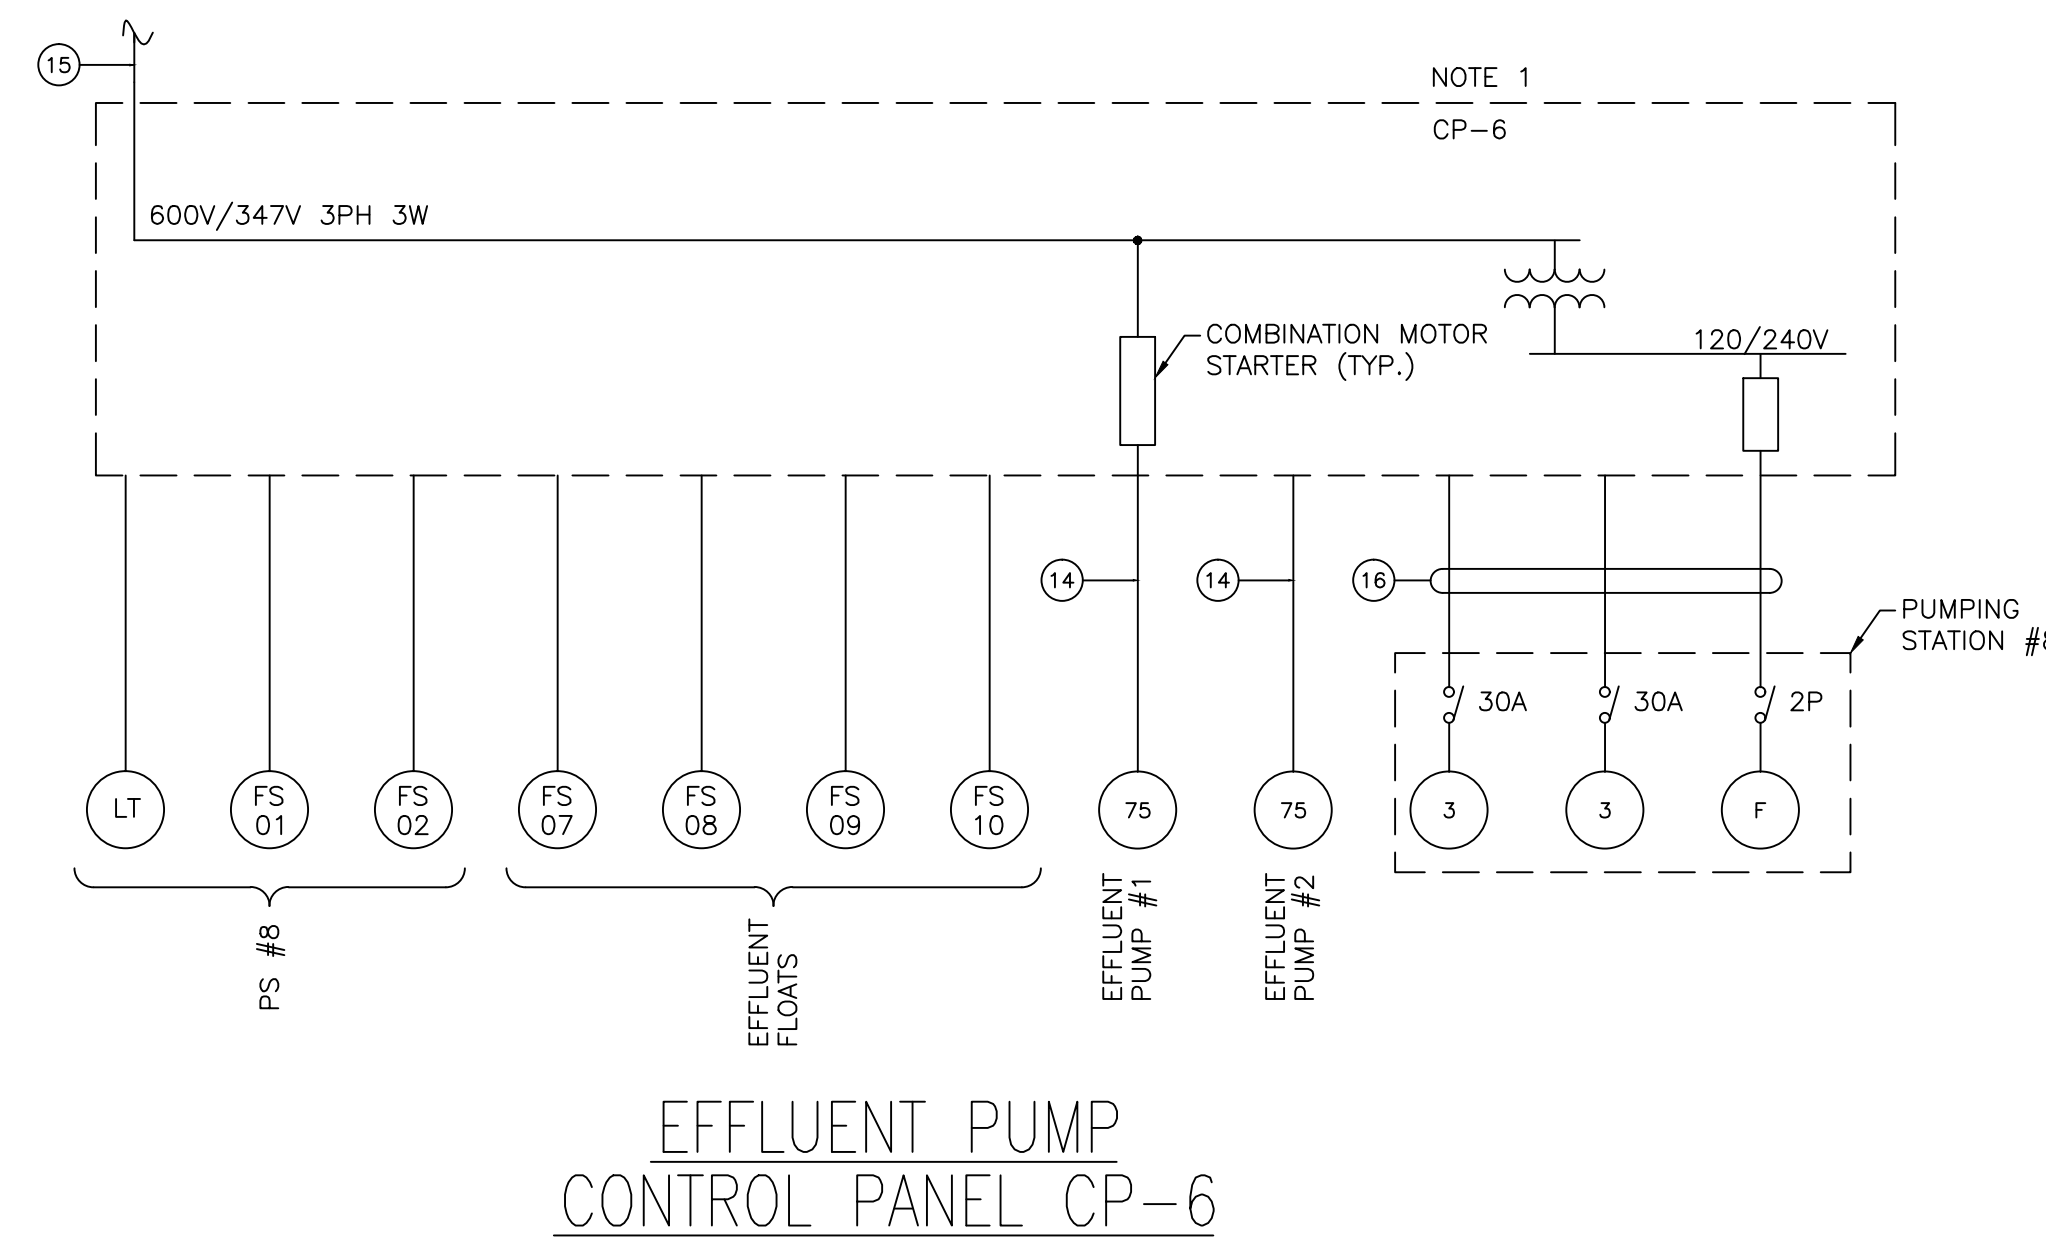 15
NOTE 1
CP-6
600V/347V 3PH 3W
COMBINATION MOTOR
STARTER (TYP.)
120/240V
14
14
16
PUMPING
STATION #8
30A
30A
2P
LT
FS
01
FS
02
FS
07
FS
08
FS
09
FS
10
75
75
3
3
F
PS #8
EFFLUENT
FLOATS
EFFLUENT
PUMP #1
EFFLUENT
PUMP #2
EFFLUENT PUMP
CONTROL PANEL CP-6